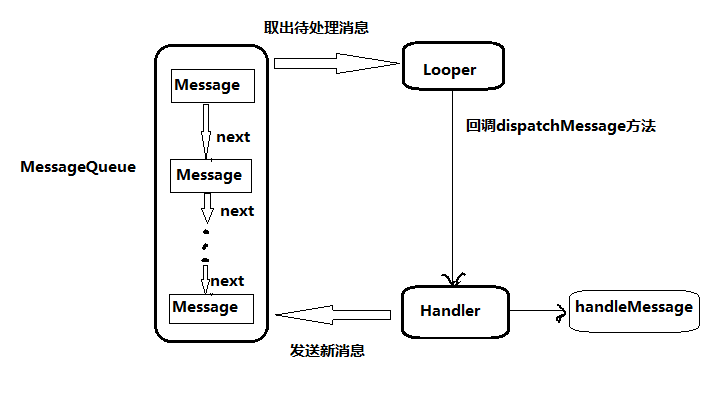 取出待处理消息
Looper
Message
回调dispatchMessage方法
next
MessageQueue
Message
next
next
Message
Handler
handleMessage
发送新消息